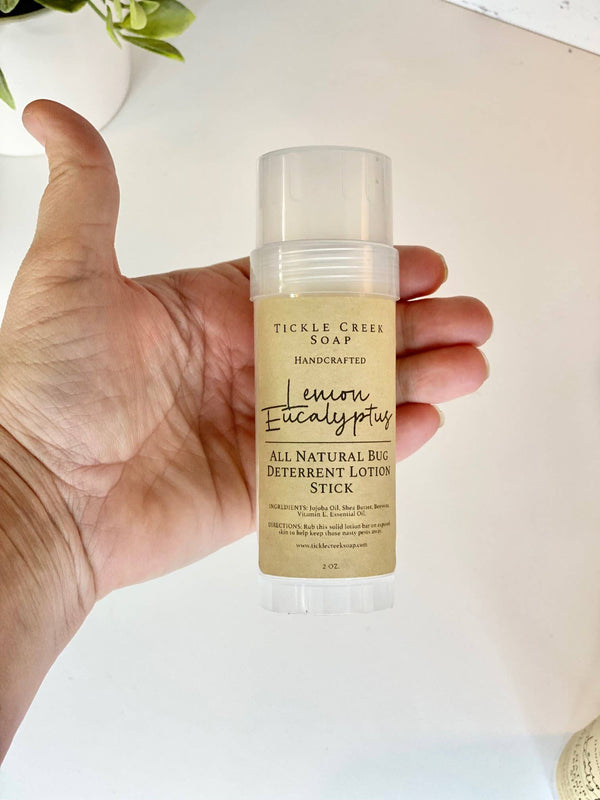 TICKLE CREEK
SOAP
HANDCRAFTED
Lemon
Eucalyptus
ALL NATURAL BUG
DETERRENT LOTION
STICK
INGREDIENTS: Jojoba Oil, Shea Butter, Beeswax,
Vitamin E, Essential Oil.
DIRECTIONS: Rub this solid lotion bar on exposed
skin to help keep those nasty pests away.
www.ticklecreeksoap.com
2 OZ.